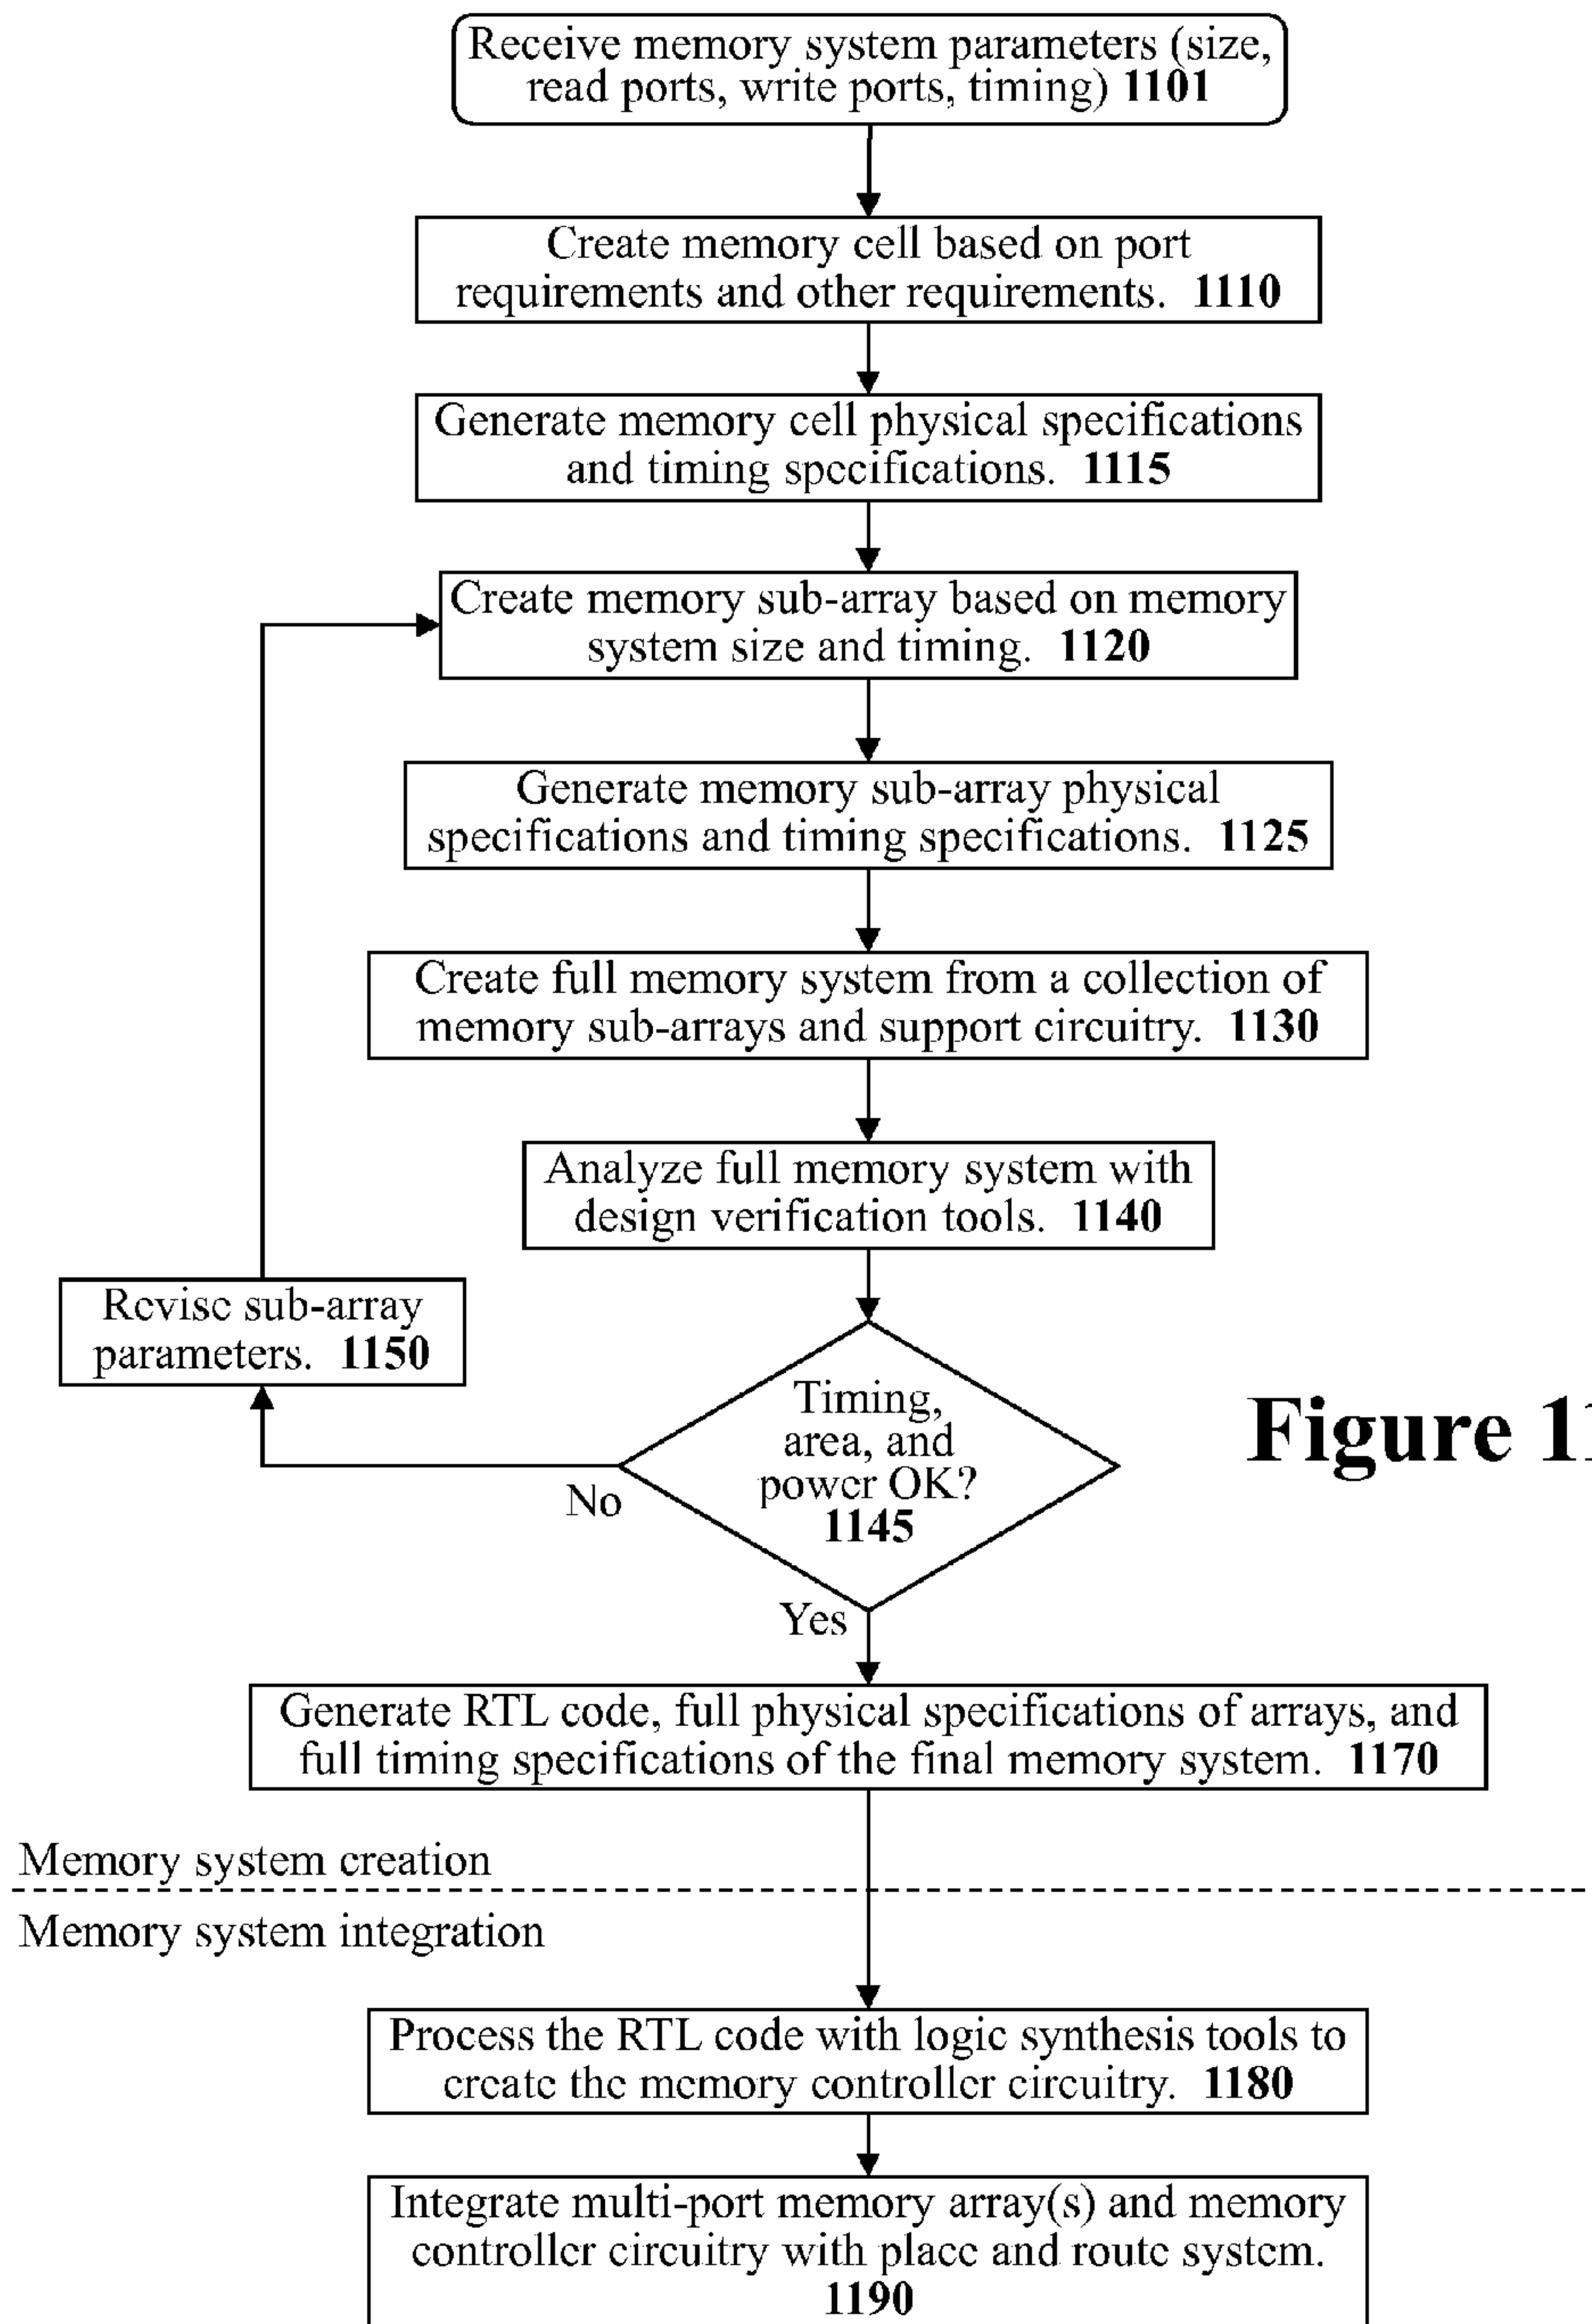 Receive memory system parameters (size,
read ports, write ports, timing) 1101
Create memory cell based on port
requirements and other requirements. 1110
Generate memory cell physical specifications
and timing specifications. 1115
Create memory sub-array based on memory
system size and timing. 1120
Generate memory sub-array physical
specifications and timing specifications. 1125
Create full memory system from a collection of
memory sub-arrays and support circuitry. 1130
Analyze full memory system with
design verification tools. 1140
Revise sub-array
parameters. 1150
Timing,
area, and
power OK?
1145
Figure 11
No
Yes
Generate RTL code, full physical specifications of arrays, and
full timing specifications of the final memory system. 1170
Memory system creation
Memory system integration
Process the RTL code with logic synthesis tools to
create the memory controller circuitry. 1180
Integrate multi-port memory array(s) and memory
controller circuitry with place and route system.
1190